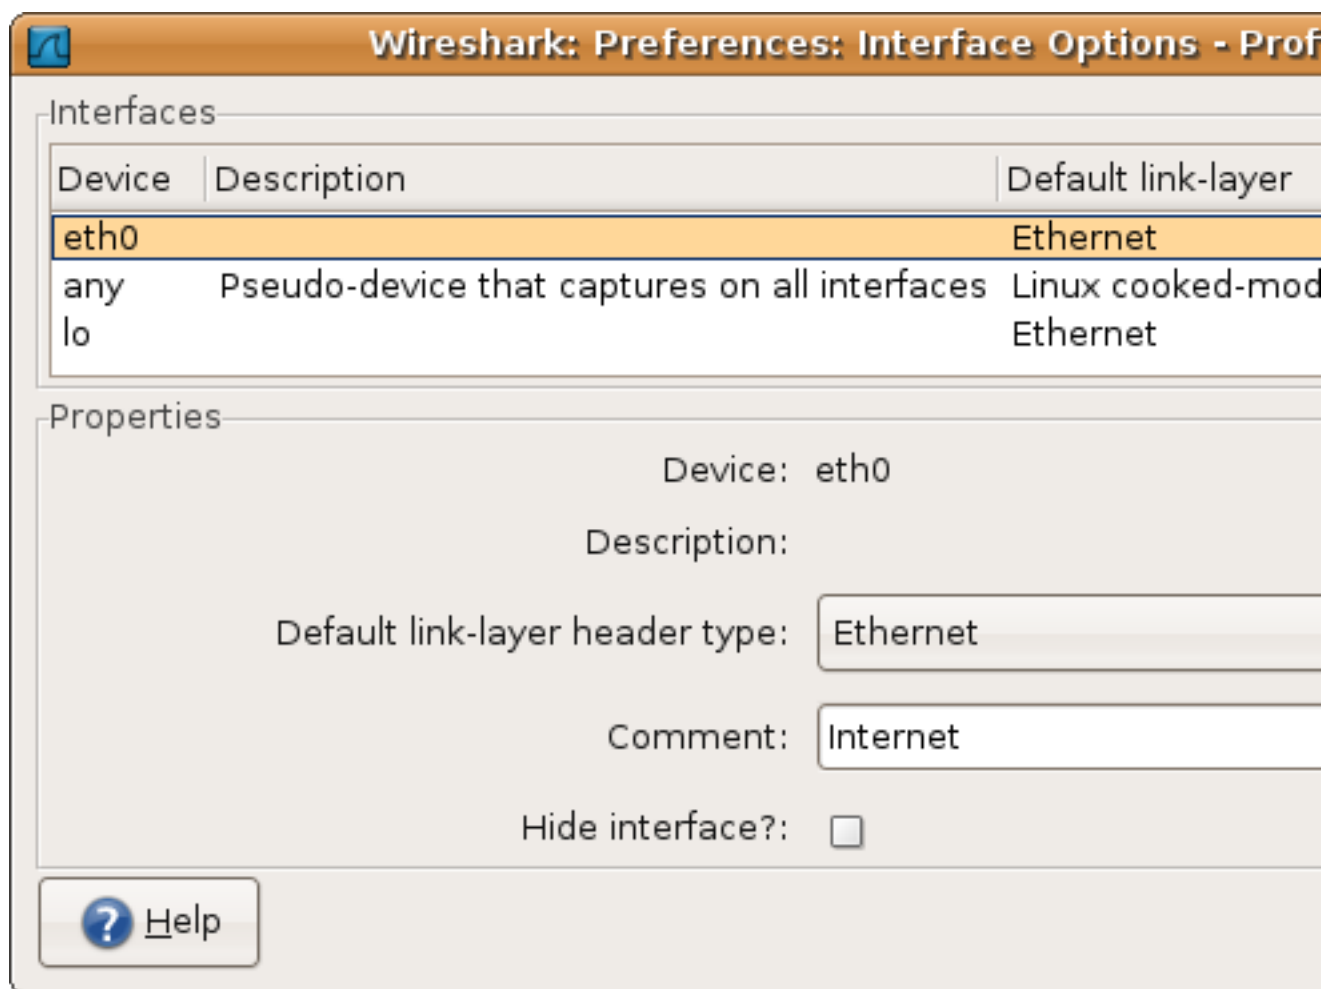 Wireshark: Preferences: Interface Options - Prof
Interfaces
Device Description Default link-layer
eth0 Ethernet
any Pseudo-device that captures on all interfaces Linux cooked-mod
lo Ethernet
Properties
Device: eth0
Description:
Default link-layer header type: Ethernet
Comment: Internet
Hide interface?:
Help